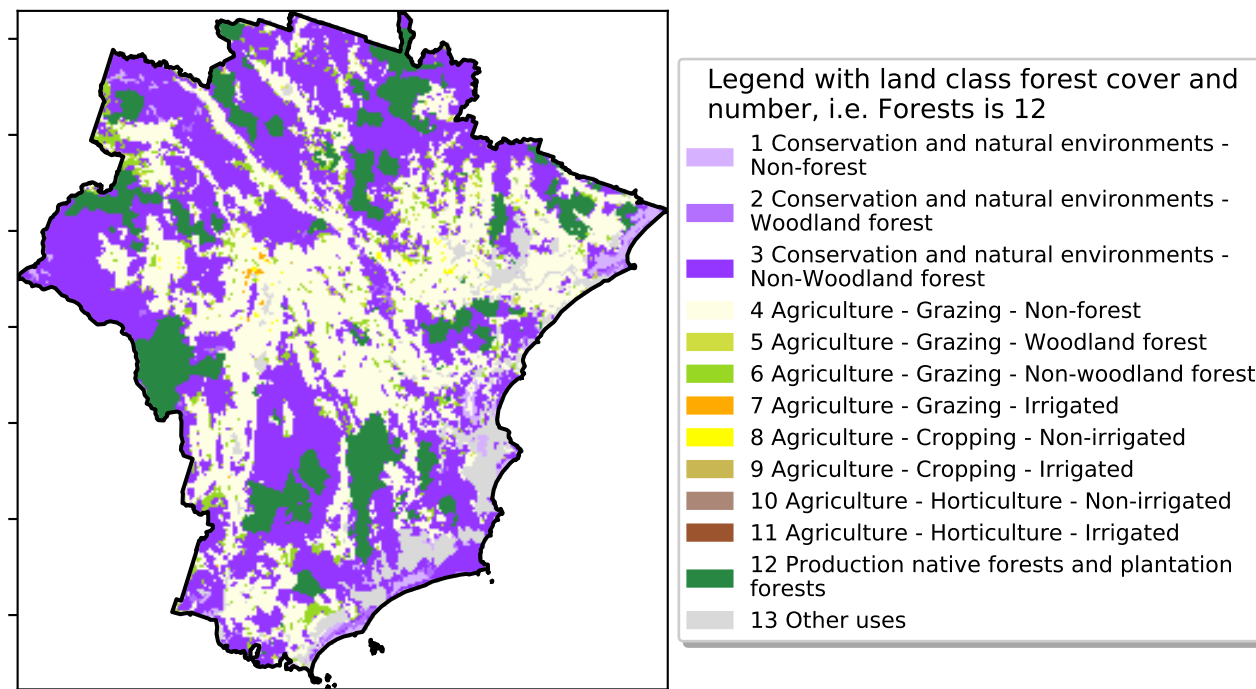 Legend with land class forest cover and
number, i.e. Forests is 12
1 Conservation and natural environments -
Non-forest
2 Conservation and natural environments -
Woodland forest
3 Conservation and natural environments -
Non-Woodland forest
4 Agriculture - Grazing - Non-forest
5 Agriculture - Grazing - Woodland forest
6 Agriculture - Grazing - Non-woodland forest
7 Agriculture - Grazing - Irrigated
8 Agriculture - Cropping - Non-irrigated
9 Agriculture - Cropping - Irrigated
10 Agriculture - Horticulture - Non-irrigated
11 Agriculture - Horticulture - Irrigated
12 Production native forests and plantation
forests
13 Other uses